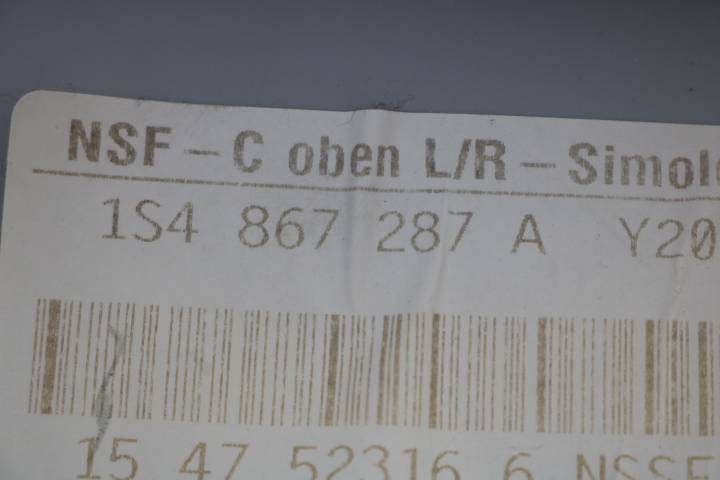 NSF – C oben L/R – Simol
1S4 867 287 A Y20
15 47 52316 6 NSSF